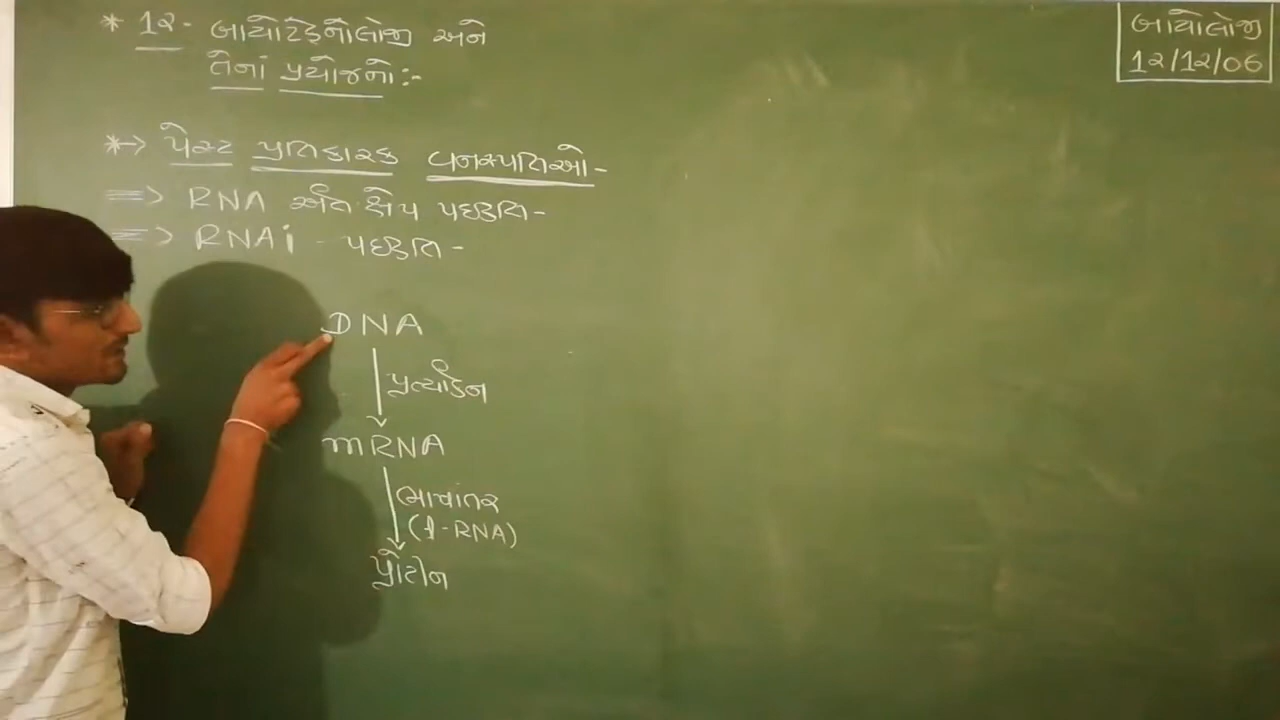 * 12 - બાયોટેક્નૉલોજી અને
તેનાં પ્રયોજનો:-
બાયોલોજી
12/12/06
*→ પેસ્ટ પ્રતિકારક વનસ્પતિઓ-
=> RNA અંતઃક્ષેપ પદ્ધતિ-
=> RNAi - પદ્ધતિ-
DNA
પ્રત્યાંકન
mRNA
ભાષાંતર
(t-RNA)
પ્રોટીન